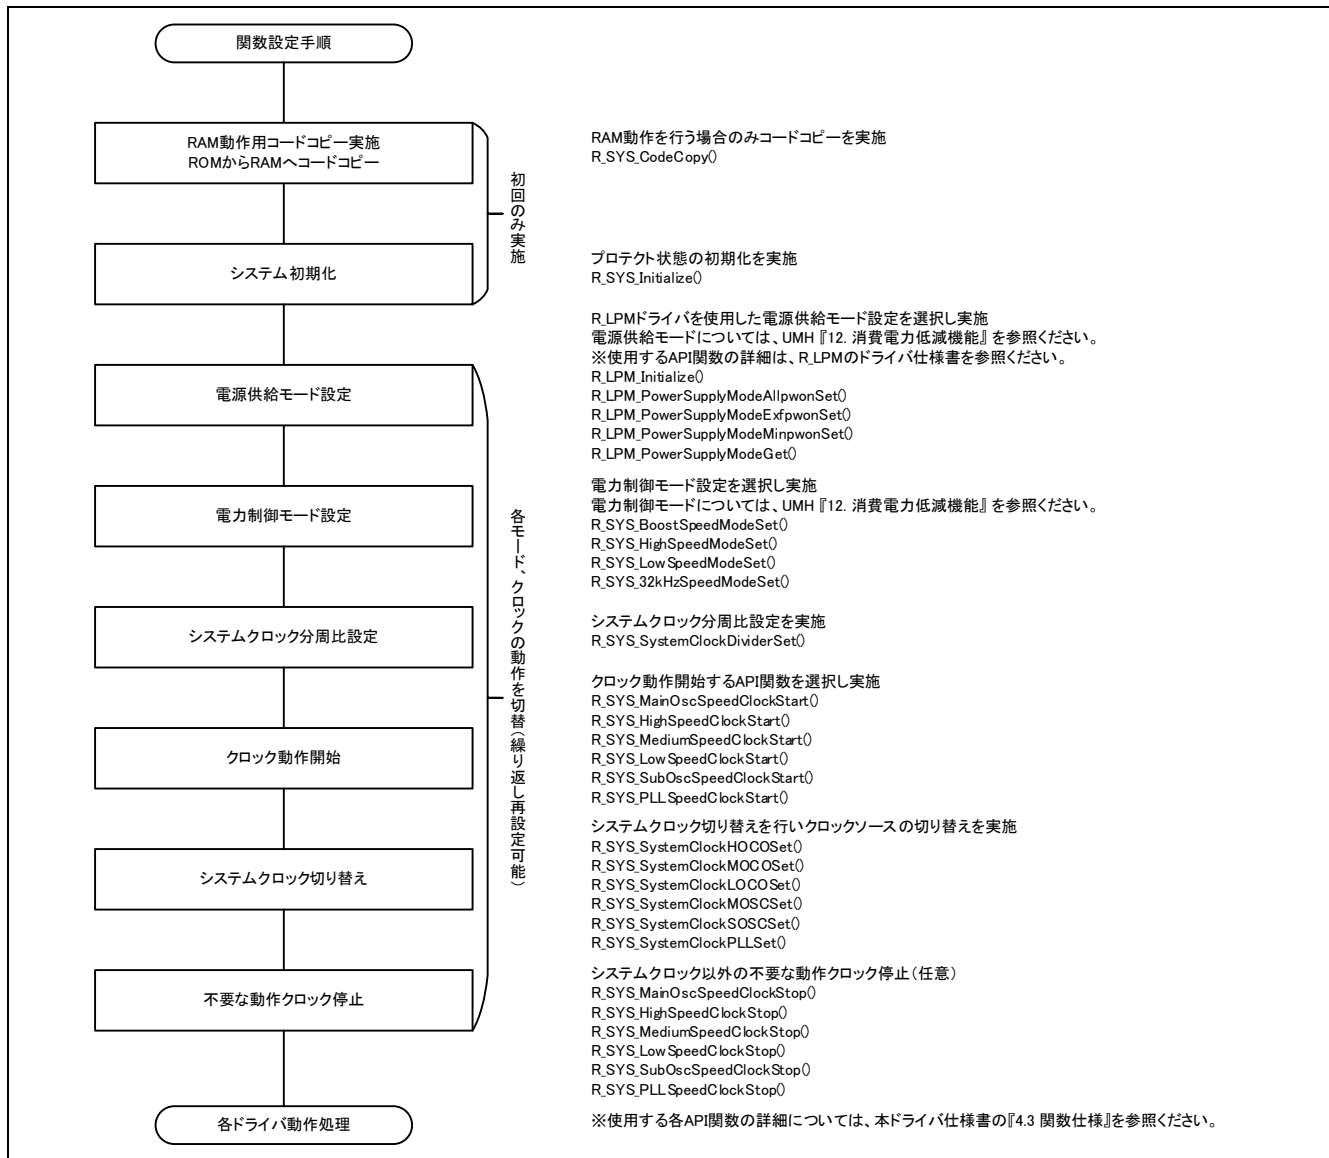 関数設定手順
RAM動作用コードコピー実施
ROMからRAMへコードコピー
RAM動作を行う場合のみコードコピーを実施
R_SYS_CodeCopy()
初回のみ実施
システム初期化
プロテクト状態の初期化を実施
R_SYS_Initialize()
R_LPMドライバを使用した電源供給モード設定を選択し実施
電源供給モードについては、UMH 『12. 消費電力低減機能』 を参照ください。
※使用するAPI関数の詳細は、R_LPMのドライバ仕様書を参照ください。
R_LPM_Initialize()
R_LPM_PowerSupplyModeAllpwonSet()
R_LPM_PowerSupplyModeExfpwonSet()
R_LPM_PowerSupplyModeMinpwonSet()
R_LPM_PowerSupplyModeGet()
電源供給モード設定
電力制御モード設定
電力制御モード設定を選択し実施
電力制御モードについては、UMH 『12. 消費電力低減機能』 を参照ください。
R_SYS_BoostSpeedModeSet()
R_SYS_HighSpeedModeSet()
R_SYS_LowSpeedModeSet()
R_SYS_32kHzSpeedModeSet()
各モード、クロックの動作を切替(繰り返し再設定可能)
システムクロック分周比設定
システムクロック分周比設定を実施
R_SYS_SystemClockDividerSet()
クロック動作開始
クロック動作開始するAPI関数を選択し実施
R_SYS_MainOscSpeedClockStart()
R_SYS_HighSpeedClockStart()
R_SYS_MediumSpeedClockStart()
R_SYS_LowSpeedClockStart()
R_SYS_SubOscSpeedClockStart()
R_SYS_PLLSpeedClockStart()
システムクロック切り替え
システムクロック切り替えを行いクロックソースの切り替えを実施
R_SYS_SystemClockHOCOSet()
R_SYS_SystemClockMOCOSet()
R_SYS_SystemClockLOCOSet()
R_SYS_SystemClockMOSCSet()
R_SYS_SystemClockSOSCSet()
R_SYS_SystemClockPLLSet()
不要な動作クロック停止
システムクロック以外の不要な動作クロック停止(任意)
R_SYS_MainOscSpeedClockStop()
R_SYS_HighSpeedClockStop()
R_SYS_MediumSpeedClockStop()
R_SYS_LowSpeedClockStop()
R_SYS_SubOscSpeedClockStop()
R_SYS_PLLSpeedClockStop()
各ドライバ動作処理
※使用する各API関数の詳細については、本ドライバ仕様書の『4.3 関数仕様』を参照ください。